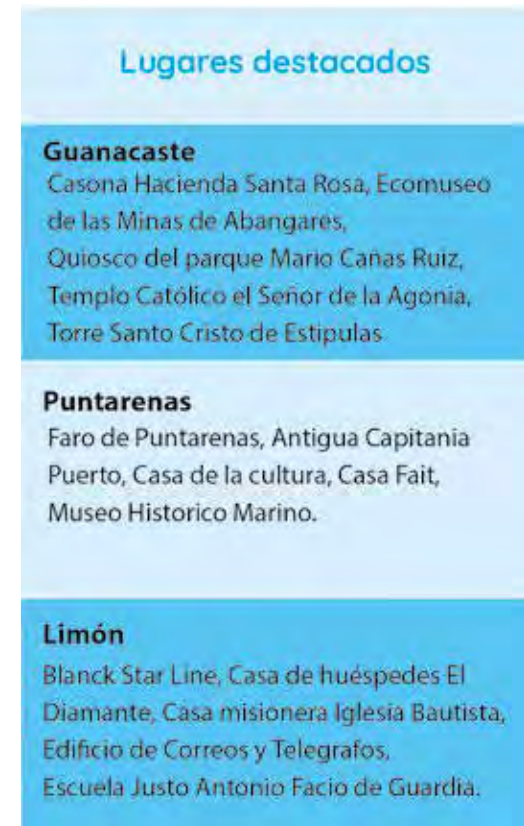 Lugares destacados
Guanacaste
Casona Hacienda Santa Rosa, Ecomuseo
de las Minas de Abangares,
Quiosco del parque Mario Cañas Ruiz,
Templo Católico el Señor de la Agonia,
Torre Santo Cristo de Estipulas
Puntarenas
Faro de Puntarenas, Antigua Capitania
Puerto, Casa de la cultura, Casa Fait,
Museo Historico Marino.
Limón
Blanck Star Line, Casa de huéspedes El
Diamante, Casa misionera Iglesia Bautista,
Edificio de Correos y Telegrafos,
Escuela Justo Antonio Facio de Guardia.